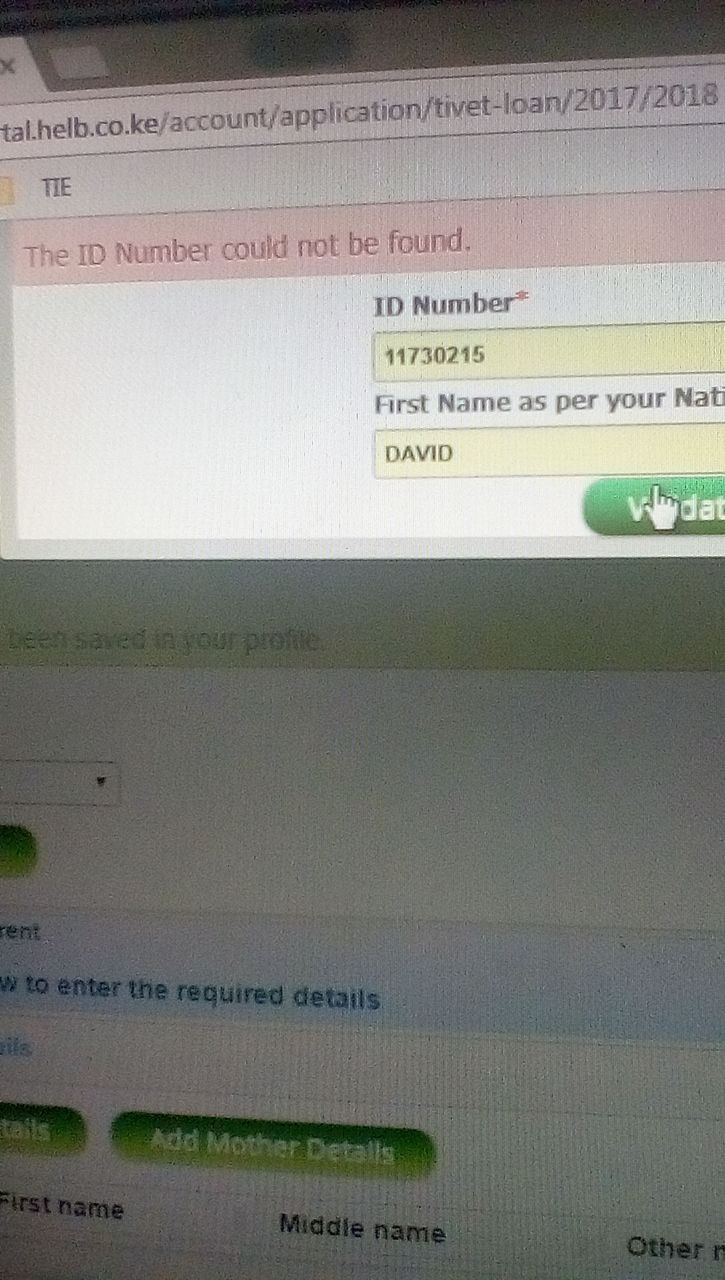 tal.helb.co.ke/account/application/tivet-loan/2017/2018
TIE
The ID Number could not be found.
ID Number*
11730215
First Name as per your Nati
DAVID
been saved in your profile.
rent
w to enter the required details
ails
tails
Add Mother Details
First name
Middle name
Other n